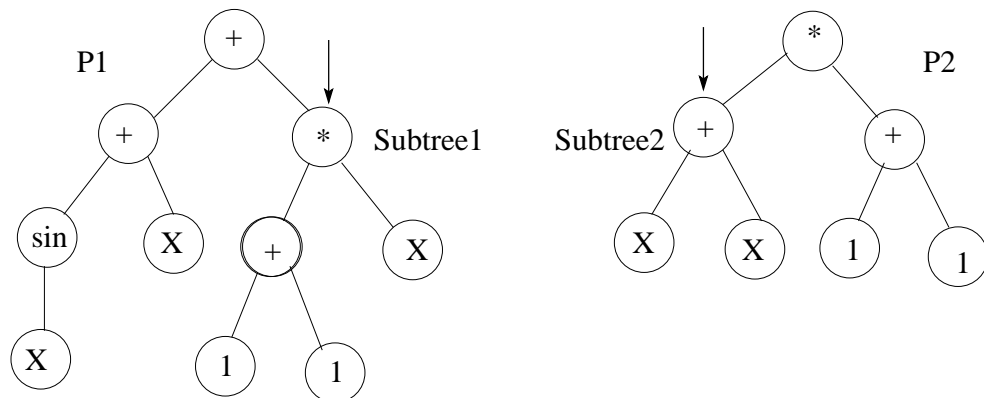 + *
P1 P2
+ * Subtree1 Subtree2 + +
sin X + X X X 1 1
X 1 1